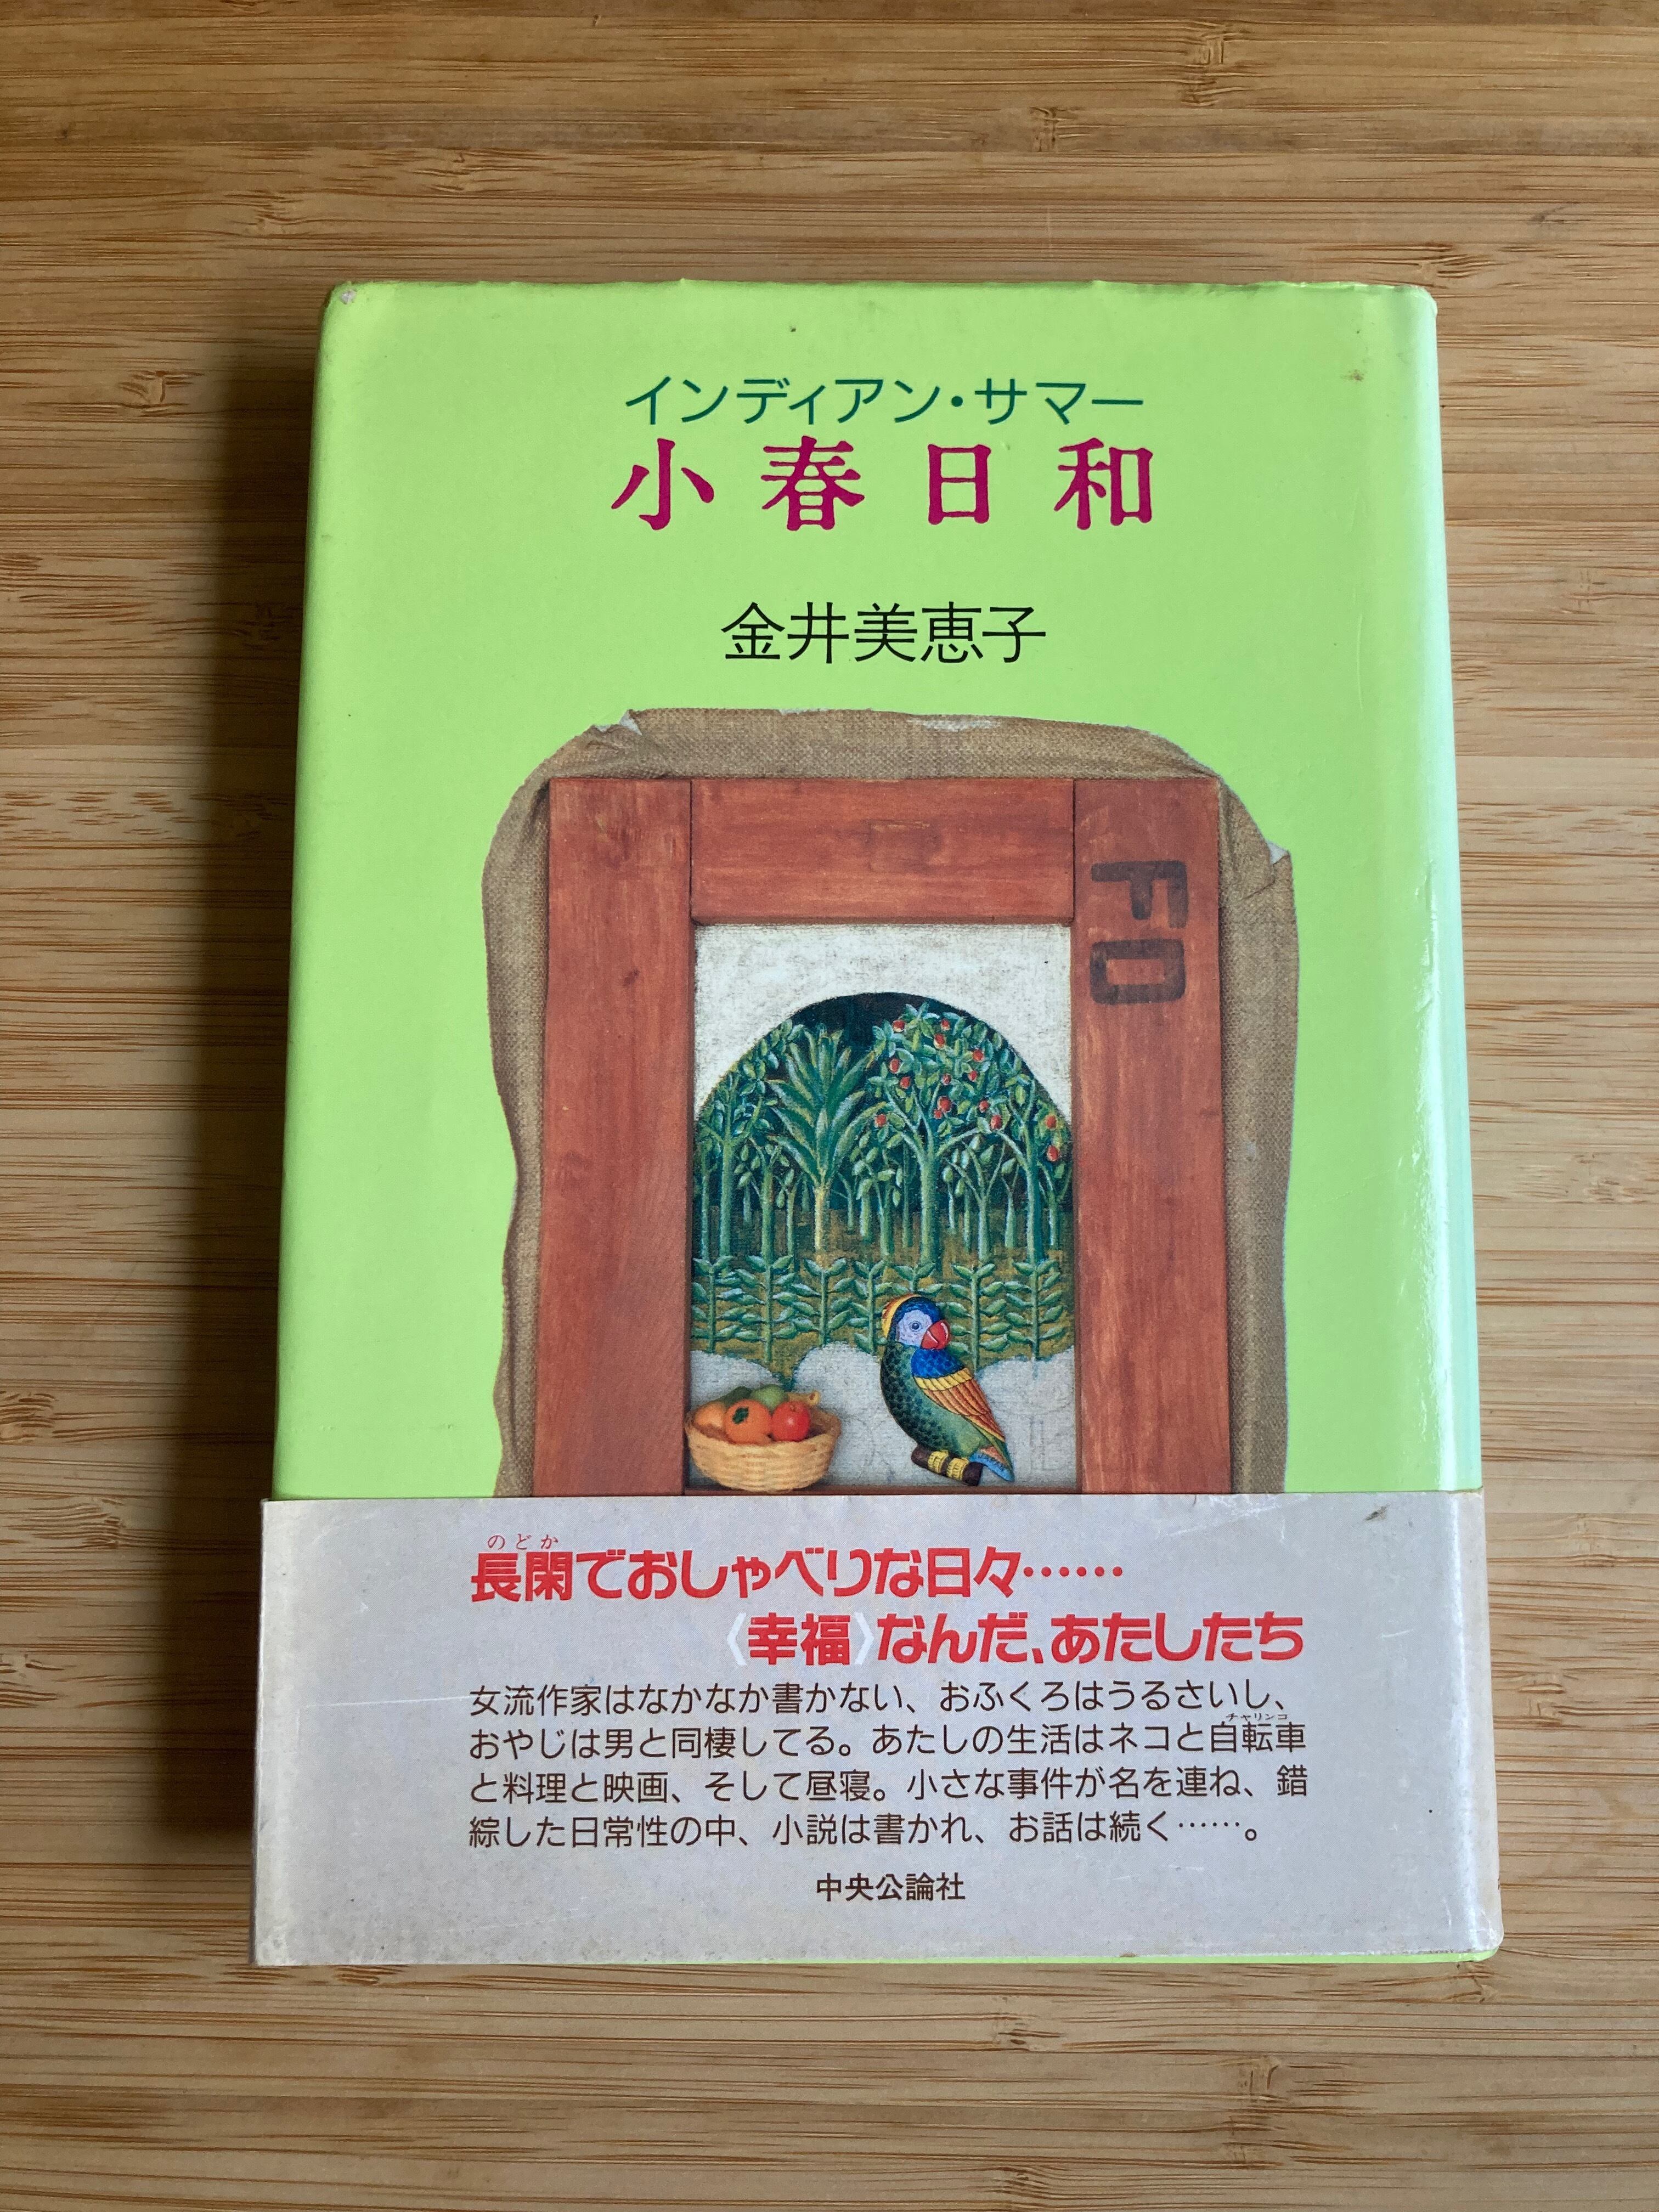 インディアン・サマー
小春日和
金井美恵子
FO
のどか
長閑でおしゃべりな日々……
〈幸福〉なんだ、あたしたち
女流作家はなかなか書かない、おふくろはうるさいし、
チャリンコ
おやじは男と同棲してる。あたしの生活はネコと自転車
と料理と映画、そして昼寝。小さな事件が名を連ね、錯
綜した日常性の中、小説は書かれ、お話は続く……。
中央公論社